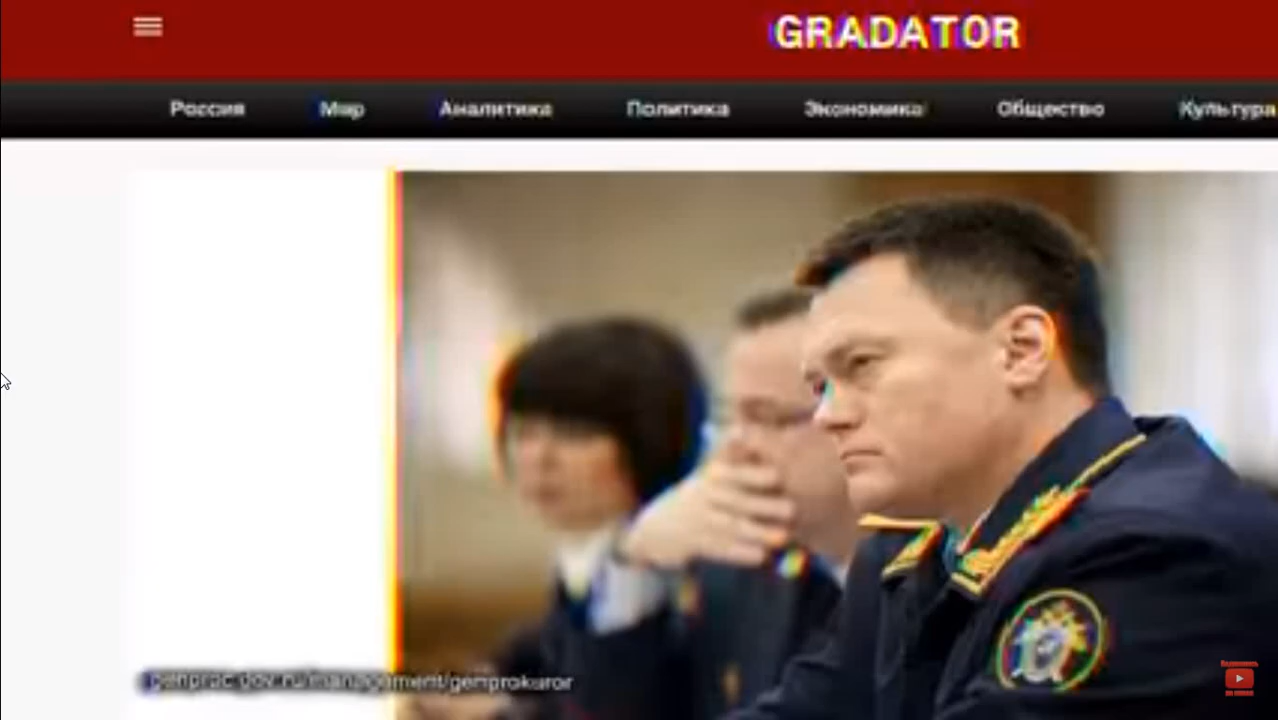 GRADATOR
Россия Мир Аналитика Политика Экономика Общество Культура
genproc.gov.ru/management/genprokuror